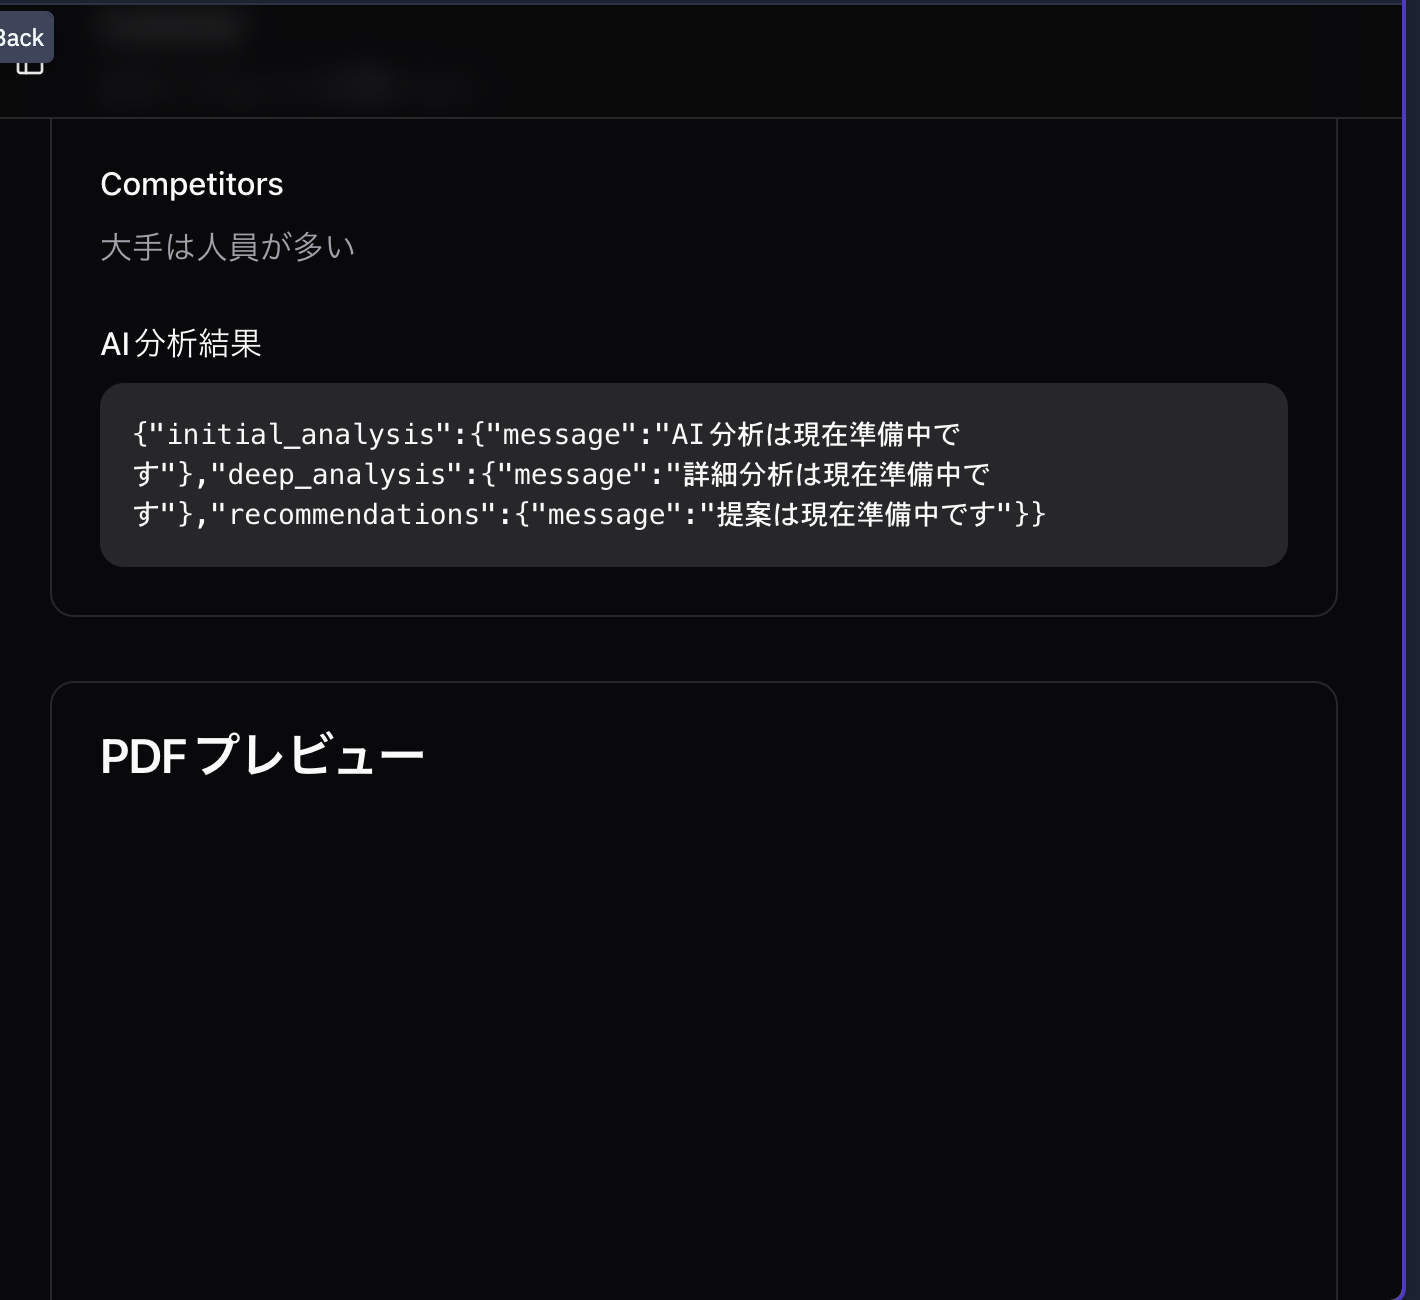 Back
Competitors
大手は人員が多い
AI分析結果
{"initial_analysis":{"message":"AI分析は現在準備中で
す"},"deep_analysis":{"message":"詳細分析は現在準備中で
す"},"recommendations":{"message":"提案は現在準備中です"}}
PDFプレビュー